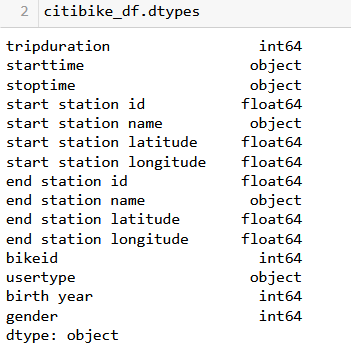 2 citibike_df.dtypes
tripduration int64
starttime object
stoptime object
start station id float64
start station name object
start station latitude float64
start station longitude float64
end station id float64
end station name object
end station latitude float64
end station longitude float64
bikeid int64
usertype object
birth year int64
gender int64
dtype: object